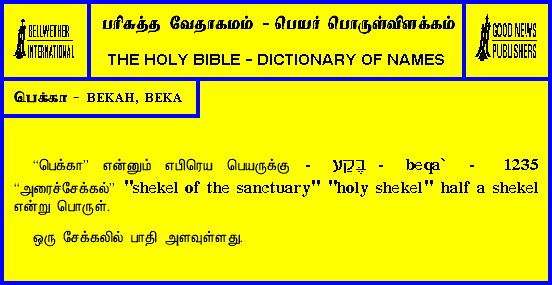 BELLWETHER
INTERNATIONAL
பரிசுத்த வேதாகமம் - பெயர் பொருள்விளக்கம்
THE HOLY BIBLE - DICTIONARY OF NAMES
GOOD NEWS
PUBLISHERS
பெக்கா - BEKAH, BEKA
“பெக்கா” என்னும் எபிரெய பெயருக்கு - בֶּקַע - beqa` - 1235
“அரைச்சேக்கல்” "shekel of the sanctuary" "holy shekel" half a shekel
என்று பொருள்.
ஒரு சேக்கலில் பாதி அளவுள்ளது.